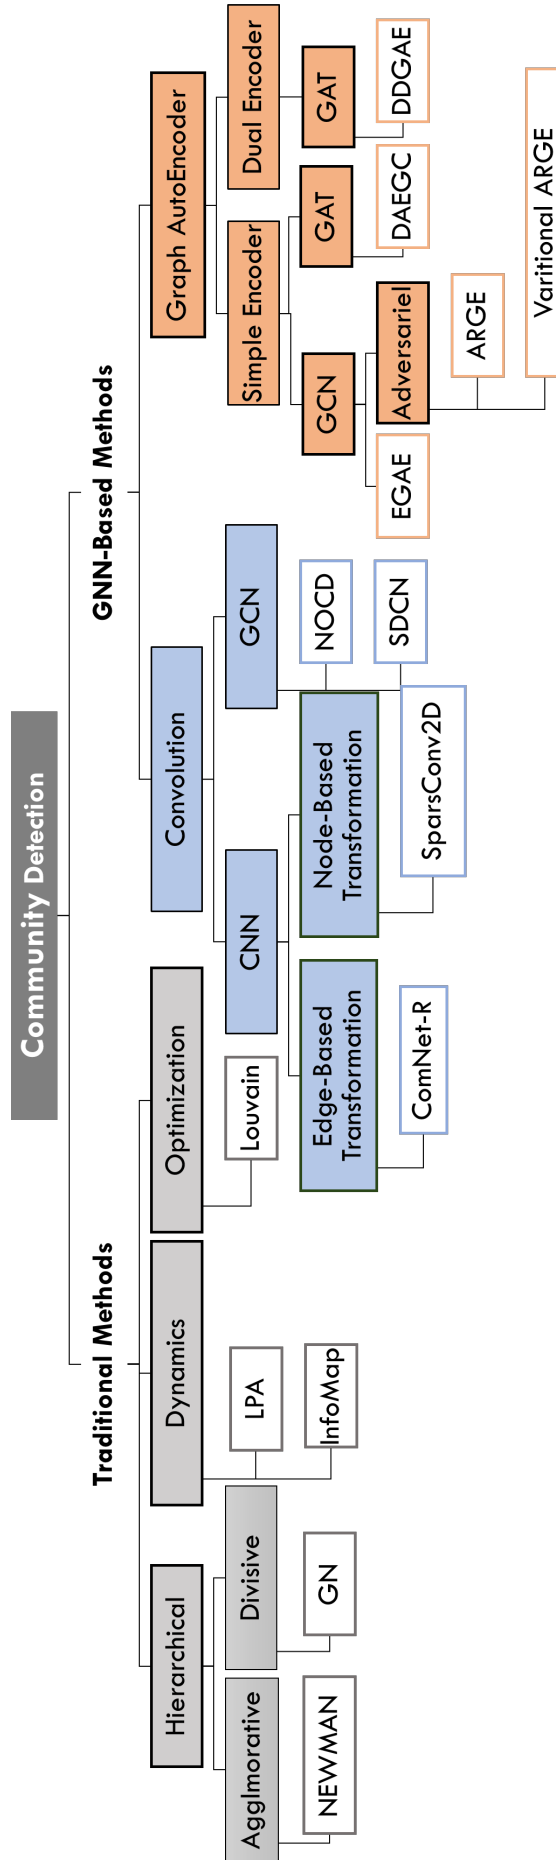 Community Detection
Traditional Methods
GNN-Based Methods
Hierarchical
Dynamics
Optimization
Convolution
Graph AutoEncoder
Agglmorative
Divisive
LPA
Louvain
CNN
GCN
Simple Encoder
Dual Encoder
NEWMAN
GN
InfoMap
Edge-Based
Transformation
Node-Based
Transformation
NOCD
GCN
GAT
GAT
ComNet-R
SparsConv2D
SDCN
EGAE
Adversariel
DAEGC
DDGAE
ARGE
Varitional ARGE